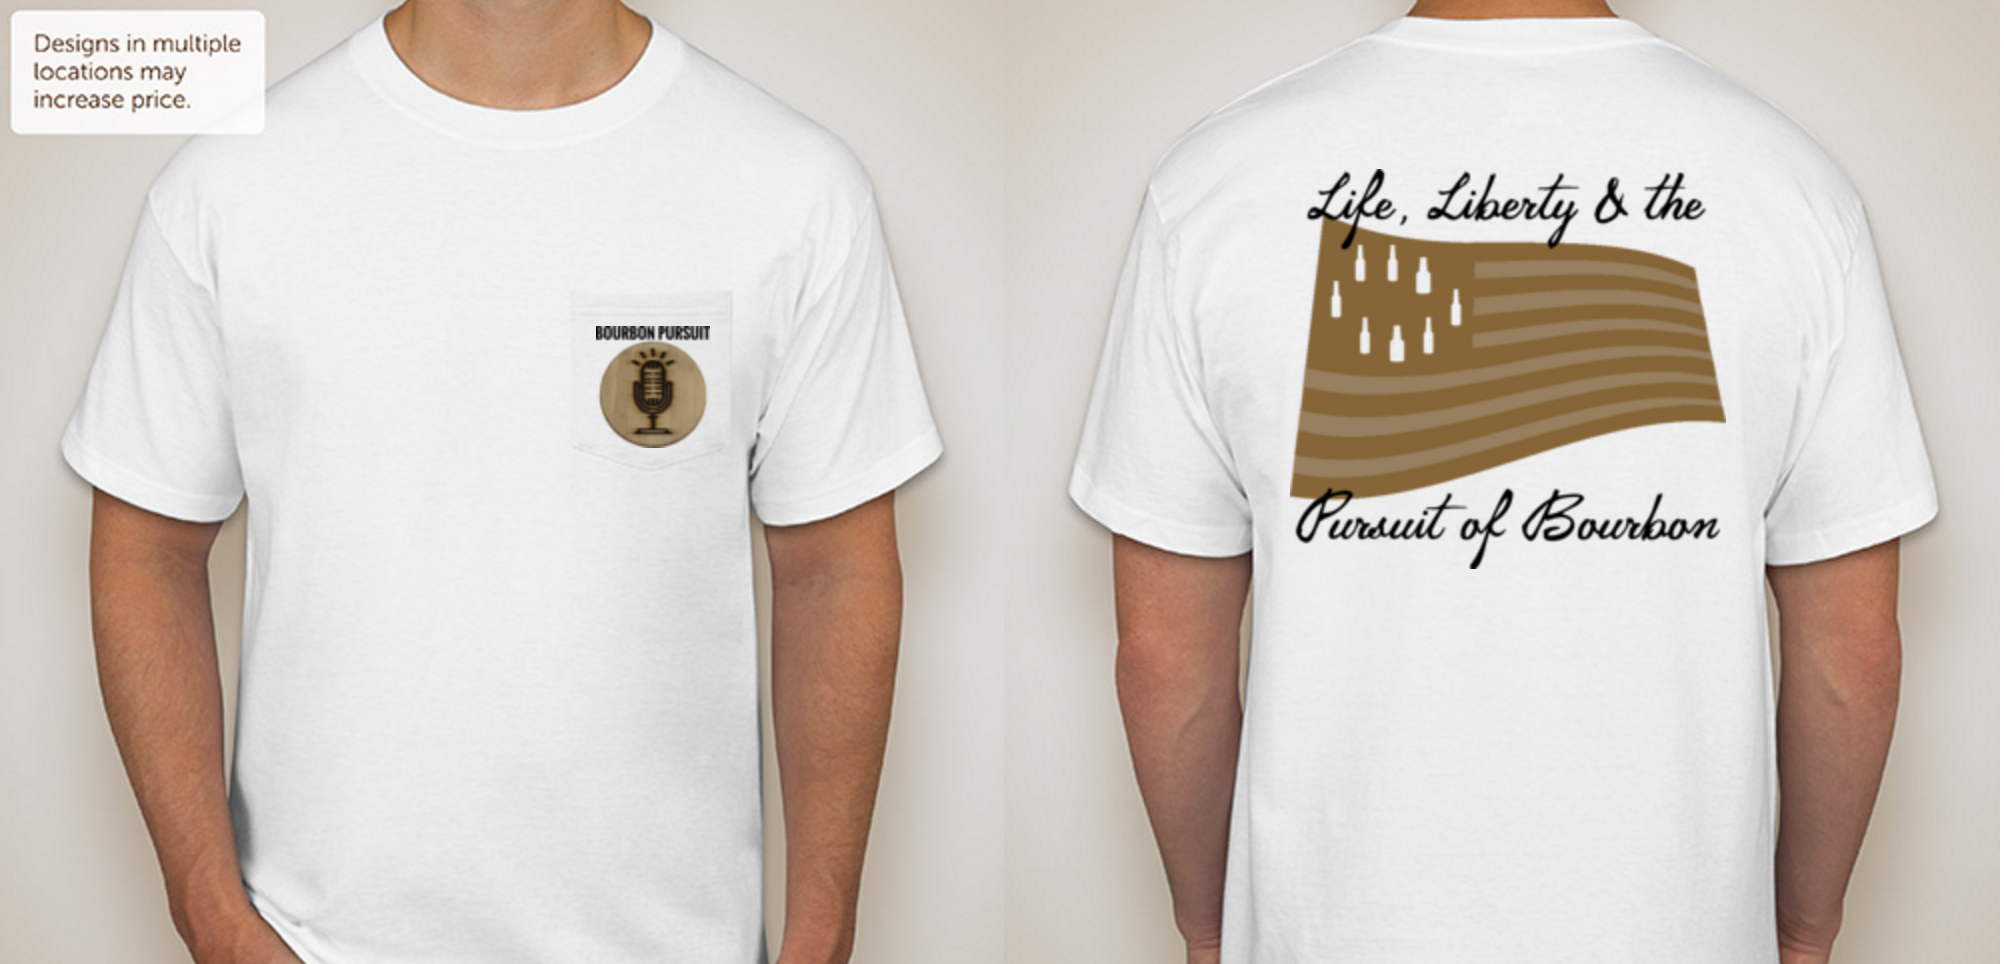 Designs in multiple
locations may
increase price.
BOURBON PURSUIT
Life, Liberty & the
Pursuit of Bourbon